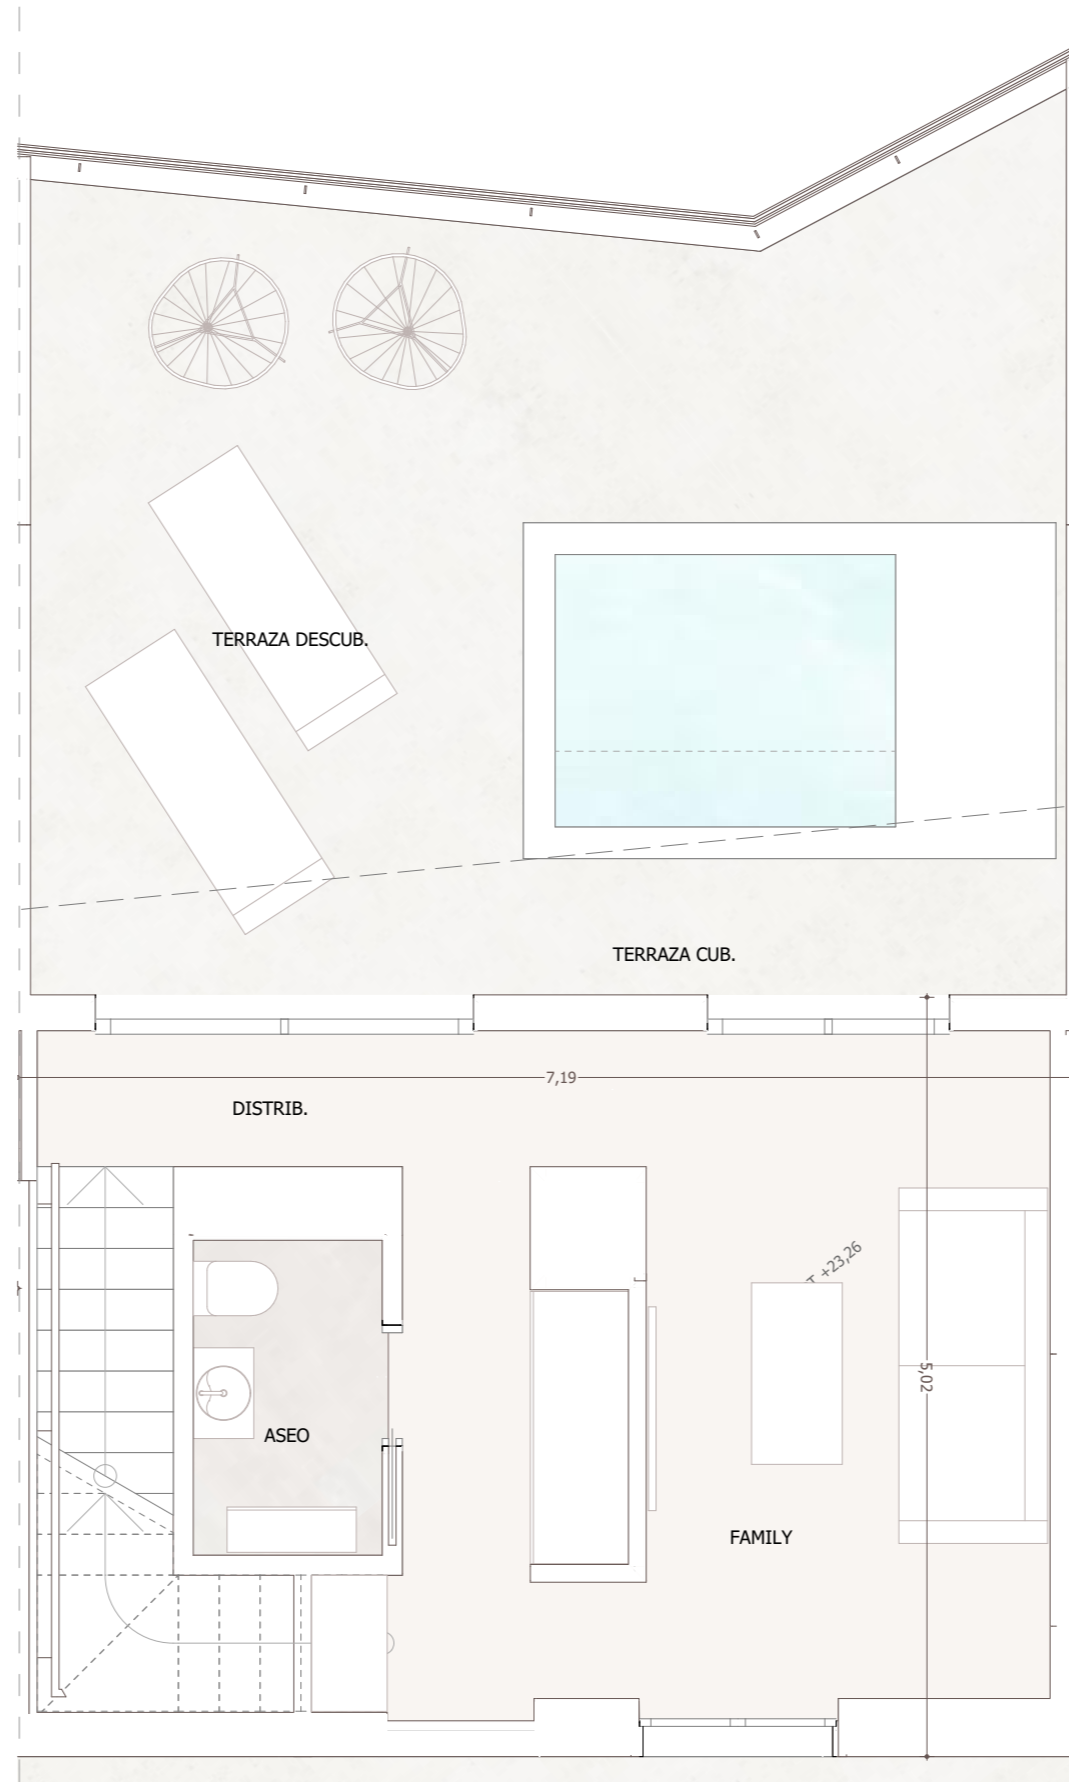 TERRAZA DESCUB.
TERRAZA CUB.
7,19
DISTRIB.
+23,26
5,02
ASEO
FAMILY